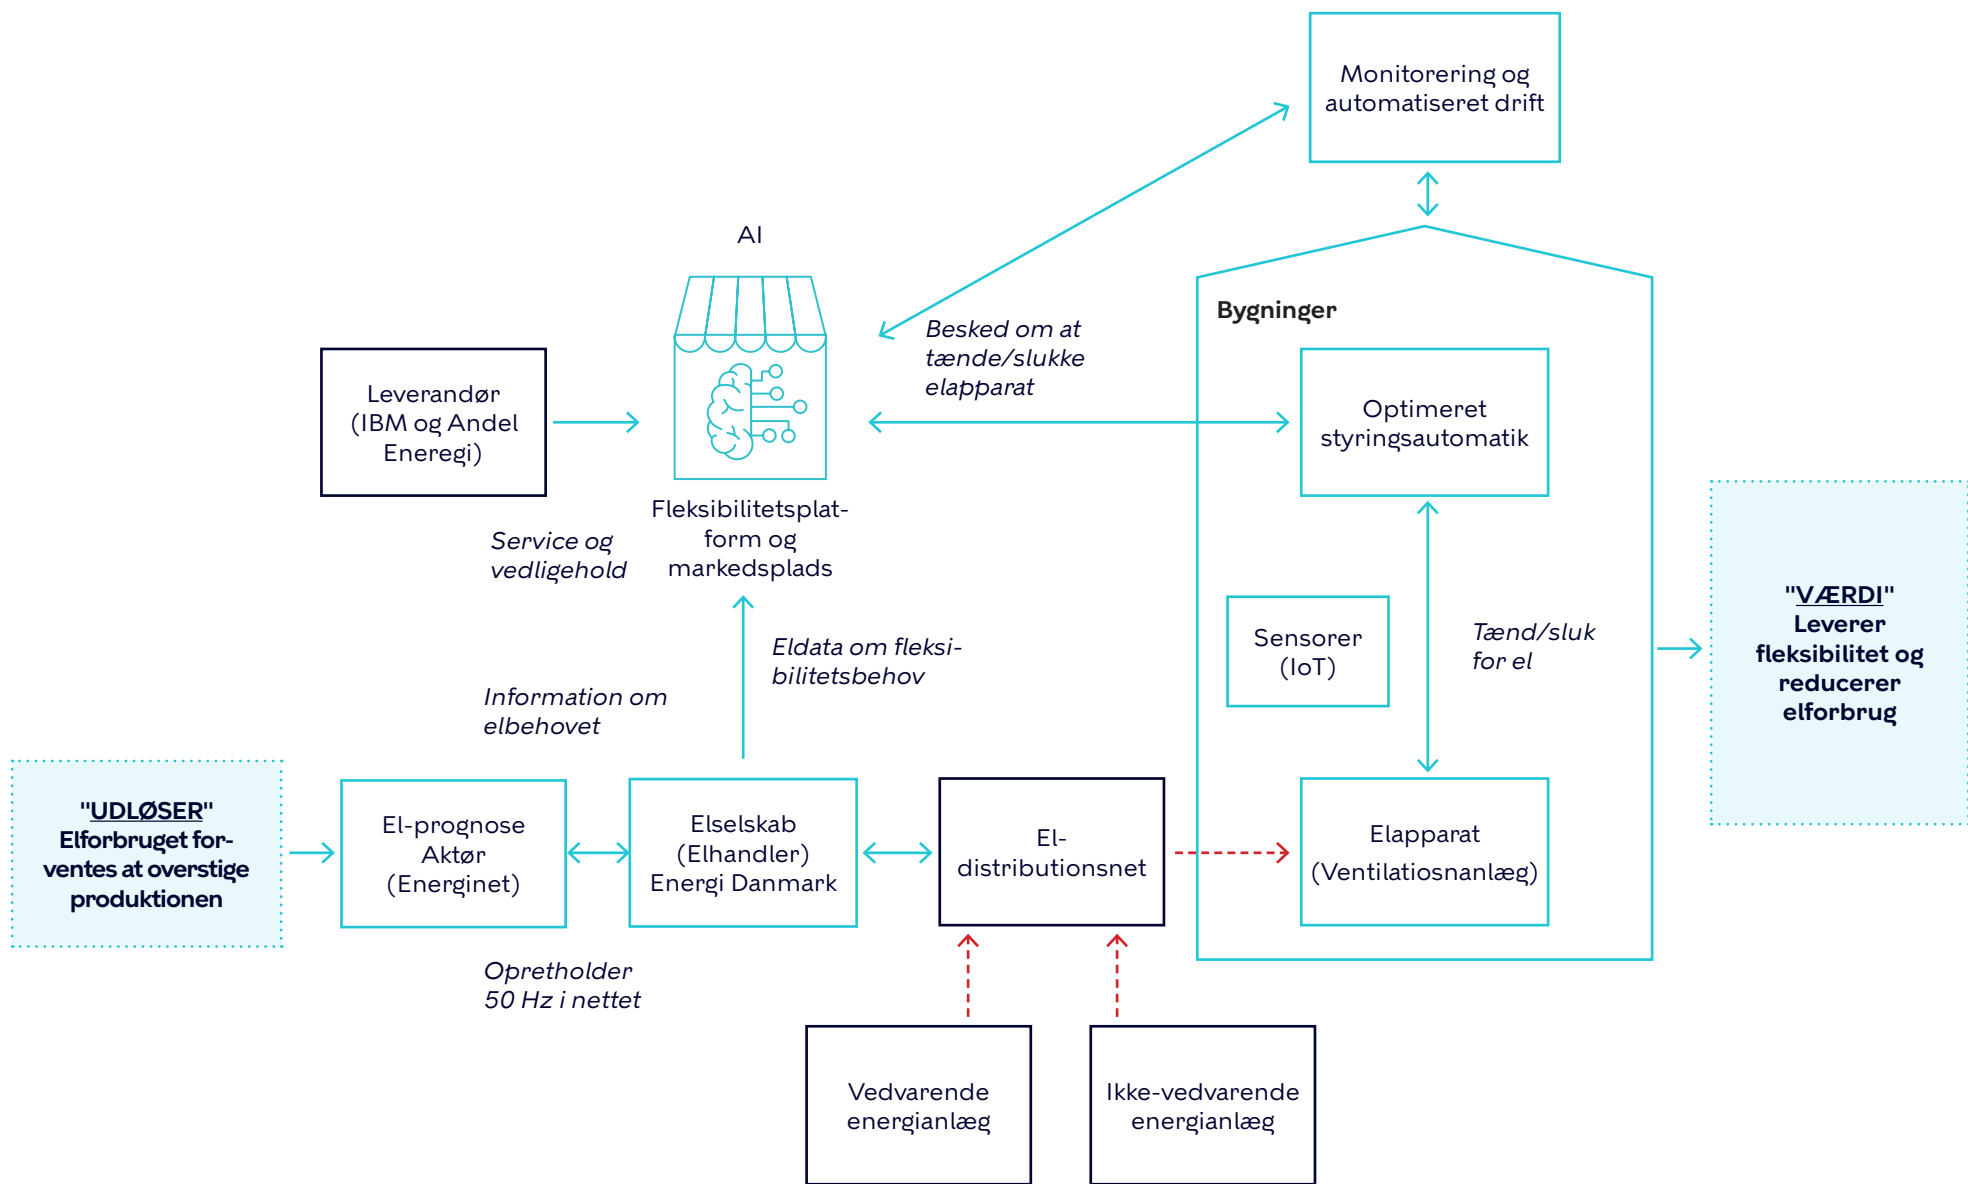 Monitorering og
automatiseret drift
AI
Bygninger
Besked om at
tænde/slukke
elapparat
Leverandør
(IBM og Andel
Eneregi)
Optimeret
styringsautomatik
Fleksibilitetsplat-
form og
markedsplads
Service og
vedligehold
"VÆRDI"
Leverer
fleksibilitet og
reducerer
elforbrug
Sensorer
(IoT)
Tænd/sluk
for el
Eldata om fleksi-
bilitetsbehov
Information om
elbehovet
"UDLØSER"
Elforbruget for-
ventes at overstige
produktionen
El-prognose
Aktør
(Energinet)
Elselskab
(Elhandler)
Energi Danmark
El-
distributionsnet
Elapparat
(Ventilatiosnanlæg)
Opretholder
50 Hz i nettet
Vedvarende
energianlæg
Ikke-vedvarende
energianlæg